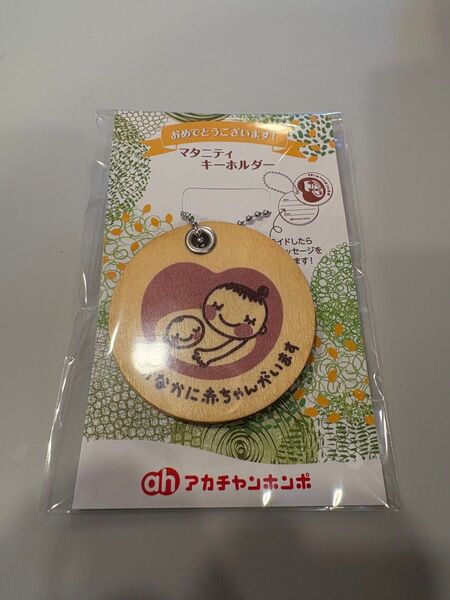 おめでとうございます!
マタニティ
キーホルダー
イドしたら
ッセージを
ます!
なかに赤ちゃんがいます
ah アカチャンホンポ